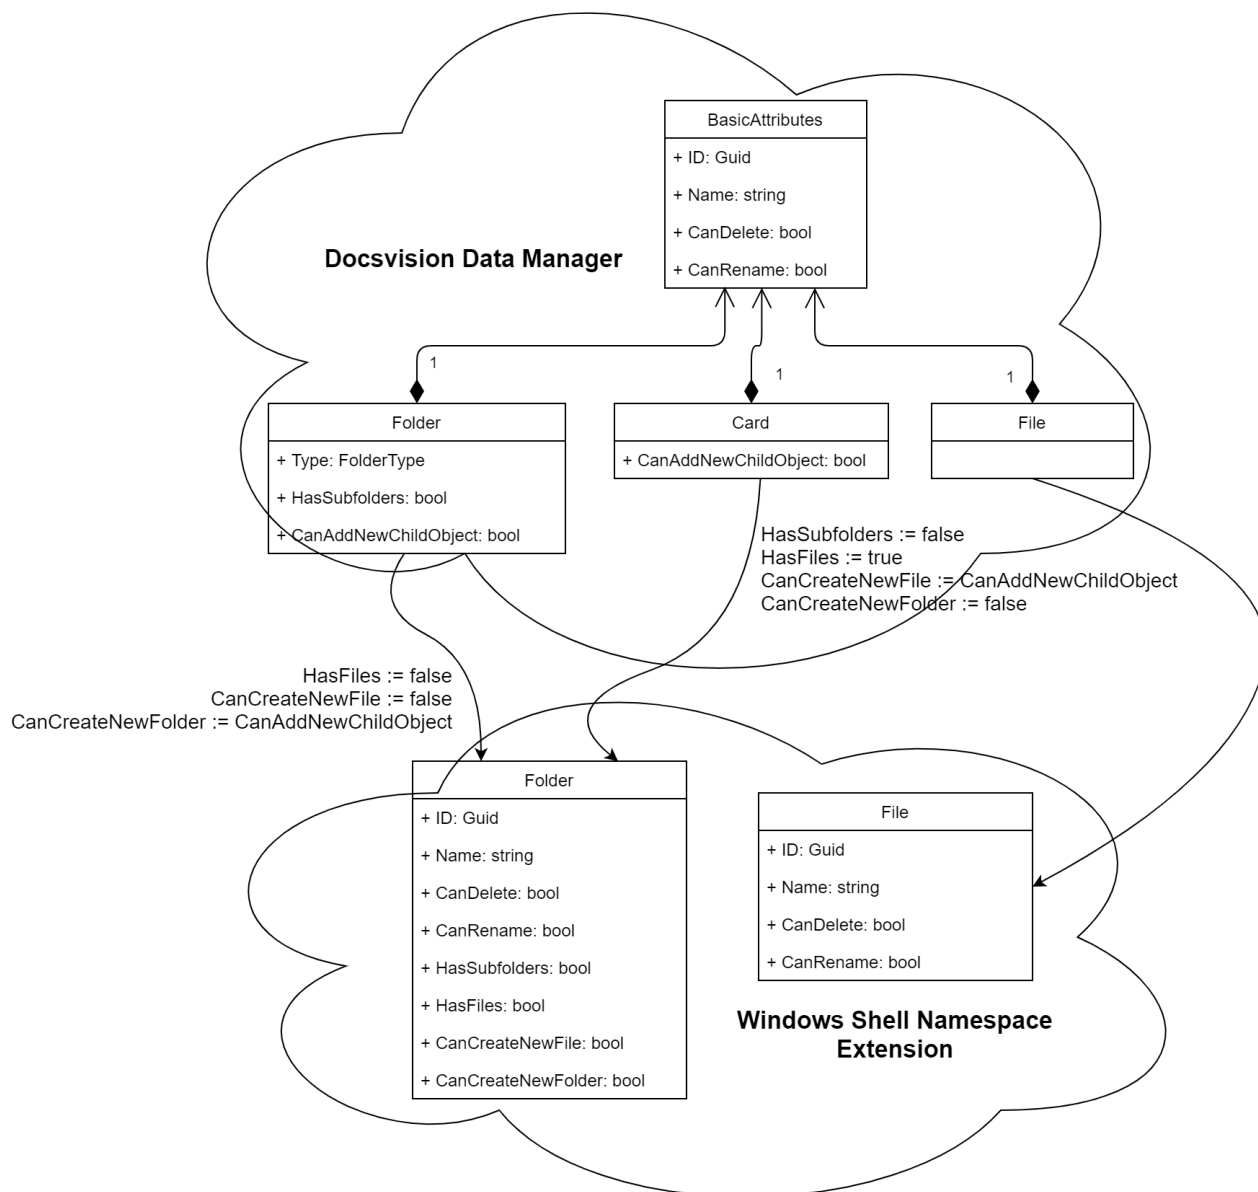 BasicAttributes
+ ID: Guid
+ Name: string
+ CanDelete: bool
+ CanRename: bool
Docsvision Data Manager
1
1
1
Folder
+ Type: FolderType
+ HasSubfolders: bool
+ CanAddNewChildObject: bool
Card
+ CanAddNewChildObject: bool
File
HasSubfolders := false
HasFiles := true
CanCreateNewFile := CanAddNewChildObject
CanCreateNewFolder := false
HasFiles := false
CanCreateNewFile := false
CanCreateNewFolder := CanAddNewChildObject
Folder
+ ID: Guid
+ Name: string
+ CanDelete: bool
+ CanRename: bool
+ HasSubfolders: bool
+ HasFiles: bool
+ CanCreateNewFile: bool
+ CanCreateNewFolder: bool
File
+ ID: Guid
+ Name: string
+ CanDelete: bool
+ CanRename: bool
Windows Shell Namespace
Extension